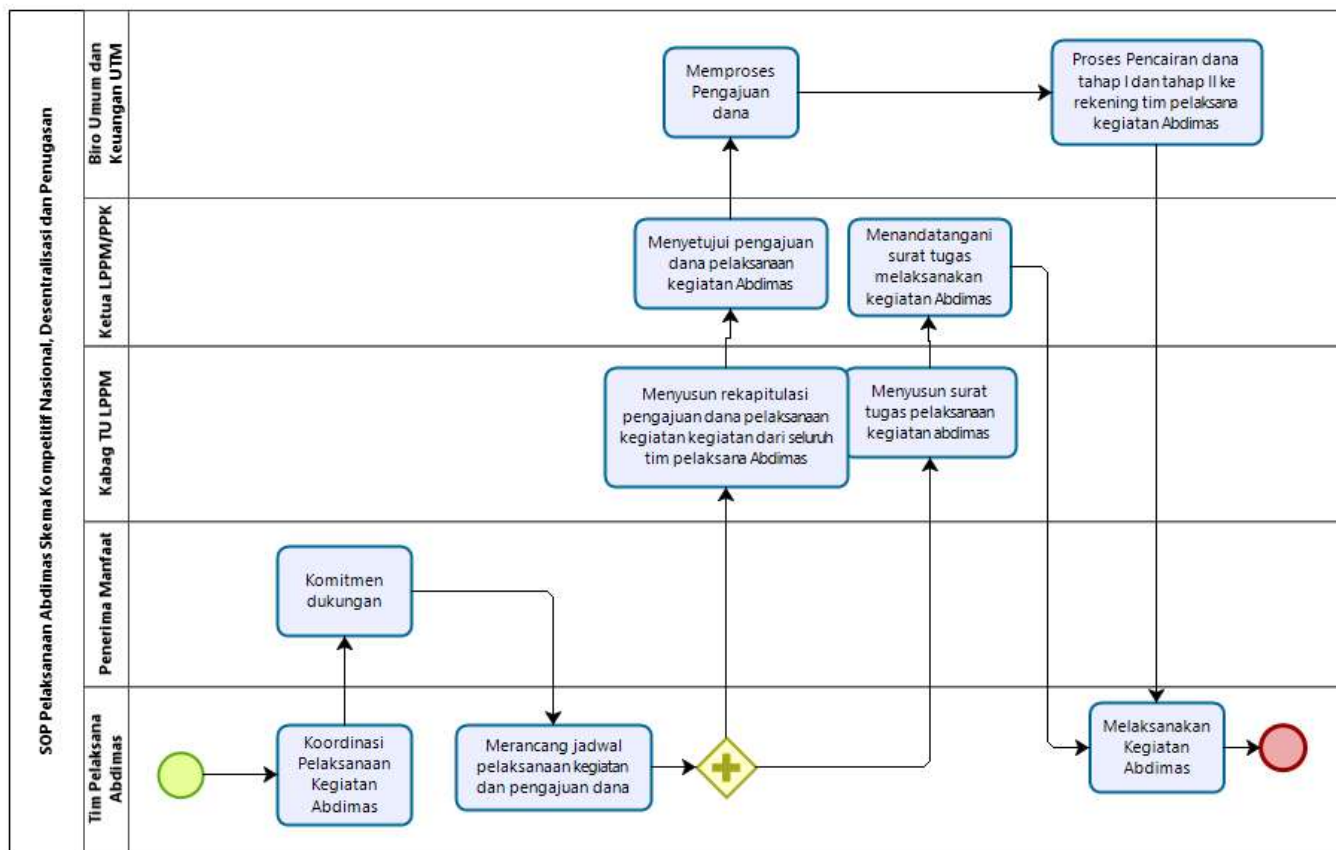 SOP Pelaksanaan Abdimas Skema Kompetitif Nasional, Desentralisasi dan Penugasan
Biro Umum dan
Keuangan UTM
Memproses
Pengajuan
dana
Proses Pencairan dana
tahap I dan tahap II ke
rekening tim pelaksana
kegiatan Abdimas
Ketua LPPM/PPK
Menyetujui pengajuan
dana pelaksanaan
kegiatan Abdimas
Menandatangani
surat tugas
melaksanakan
kegiatan Abdimas
Kabag TU LPPM
Menyusun rekapitulasi
pengajuan dana pelaksanaan
kegiatan kegiatan dari seluruh
tim pelaksana Abdimas
Menyusun surat
tugas pelaksanaan
kegiatan abdimas
Penerima Manfaat
Komitmen
dukungan
Tim Pelaksana
Abdimas
Koordinasi
Pelaksanaan
Kegiatan
Abdimas
Merancang jadwal
pelaksanaan kegiatan
dan pengajuan dana
Melaksanakan
Kegiatan
Abdimas